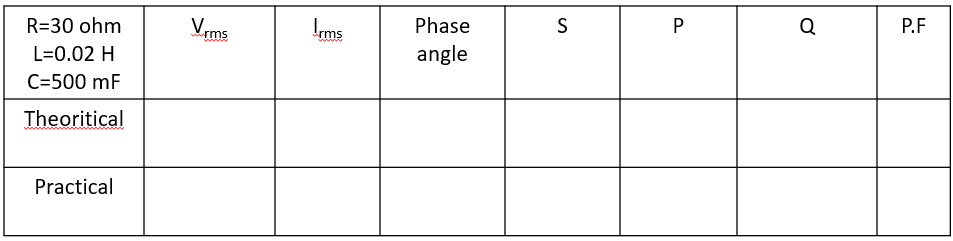 R=30 ohm
L=0.02 H
C=500 mF
Vrms
Irms
Phase
angle
S
P
Q
P.F
Theoritical
Practical